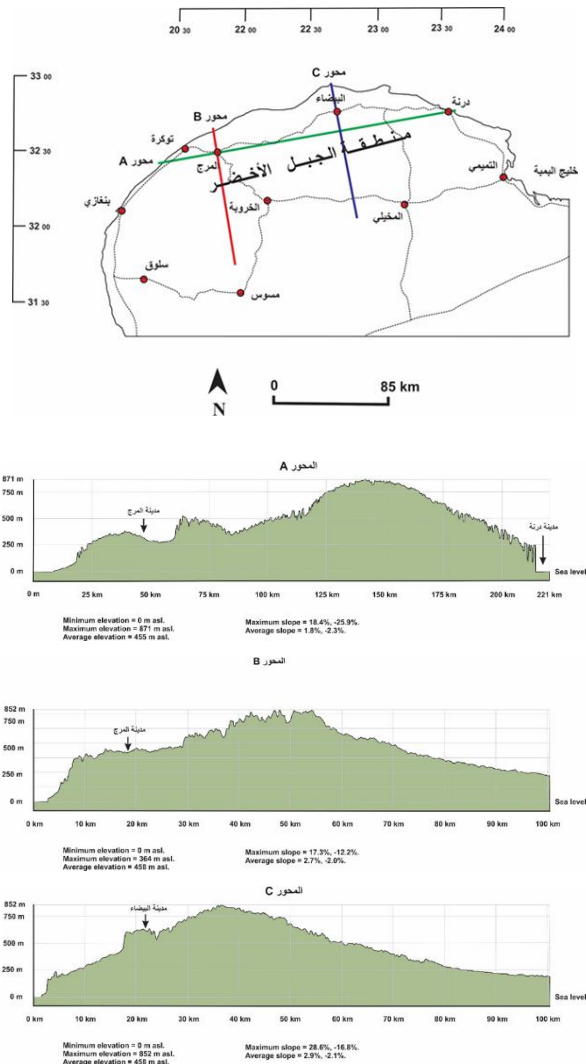 20 30 22 00 22 30 23 00 23 30 24 00
محور C
33 00
البيضاء
درنة
محور B
توكرة
32 30
محور A
المرج
منطقة الجبل الأخضر
التميمي
خليج البمبة
بنغازي
الخروبة
المخيلي
32 00
سلوق
مسوس
31 30
N
0 85 km
المحور A
871 m
750 m
500 m
250 m
0 m
مدينة المرج
مدينة درنة
Sea level
0 m 25 km 50 km 75 km 100 km 125 km 150 km 175 km 200 km 221 km
Minimum elevation = 0 m asl. Maximum slope = 18.4%, -25.9%.
Maximum elevation = 871 m asl. Average slope = 1.8%, -2.3%.
Average elevation = 455 m asl.
المحور B
852 m
750 m
500 m
250 m
0 m
مدينة المرج
Sea level
0 km 10 km 20 km 30 km 40 km 50 km 60 km 70 km 80 km 90 km 100 km
Minimum elevation = 0 m asl. Maximum slope = 17.3%, -12.2%.
Maximum elevation = 364 m asl. Average slope = 2.7%, -2.0%.
Average elevation = 458 m asl.
المحور C
852 m
750 m
500 m
250 m
0 m
مدينة البيضاء
Sea level
0 km 10 km 20 km 30 km 40 km 50 km 60 km 70 km 80 km 90 km 100 km
Minimum elevation = 0 m asl. Maximum slope = 28.6%, -16.8%.
Maximum elevation = 852 m asl. Average slope = 2.9%, -2.1%.
Average elevation = 458 m asl.